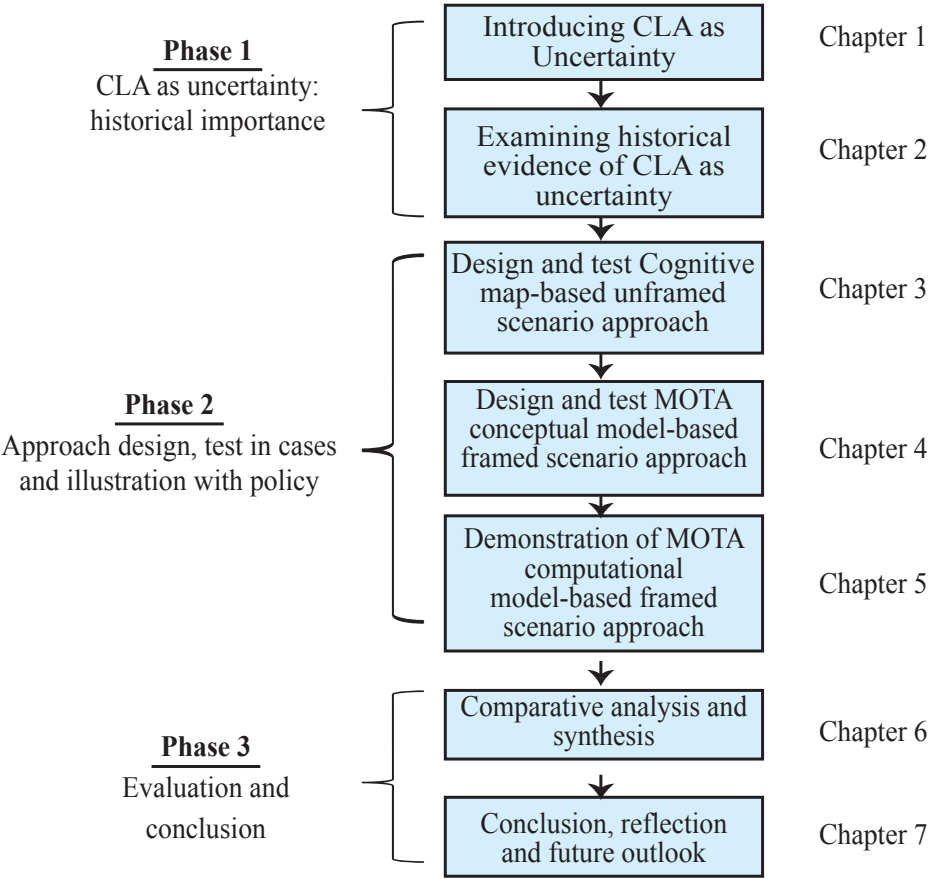 Phase 1
CLA as uncertainty:
historical importance
Introducing CLA as
Uncertainty
Chapter 1
Examining historical
evidence of CLA as
uncertainty
Chapter 2
Phase 2
Approach design, test in cases
and illustration with policy
Design and test Cognitive
map-based unframed
scenario approach
Chapter 3
Design and test MOTA
conceptual model-based
framed scenario approach
Chapter 4
Demonstration of MOTA
computational
model-based framed
scenario approach
Chapter 5
Phase 3
Evaluation and
conclusion
Comparative analysis and
synthesis
Chapter 6
Conclusion, reflection
and future outlook
Chapter 7